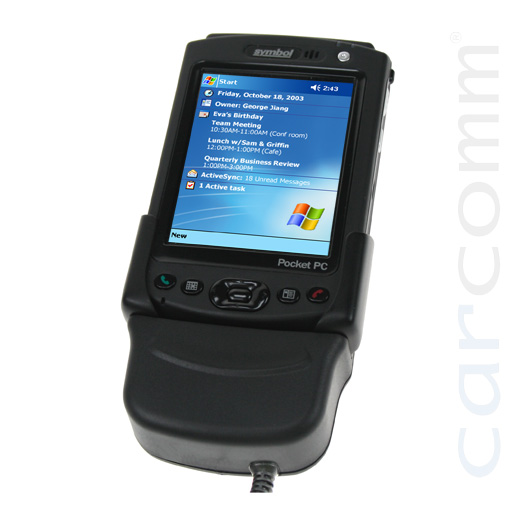 symbol
Start 2:43
Friday, October 18, 2003
Owner: George Jiang
Eva's Birthday
Team Meeting
10:30AM-11:00AM (Conf room)
Lunch w/Sam & Griffin
12:00PM-1:00PM (Cafe)
Quarterly Business Review
1:00PM-3:00PM
ActiveSync: 18 Unread Messages
1 Active task
New
Pocket PC
carcomm®